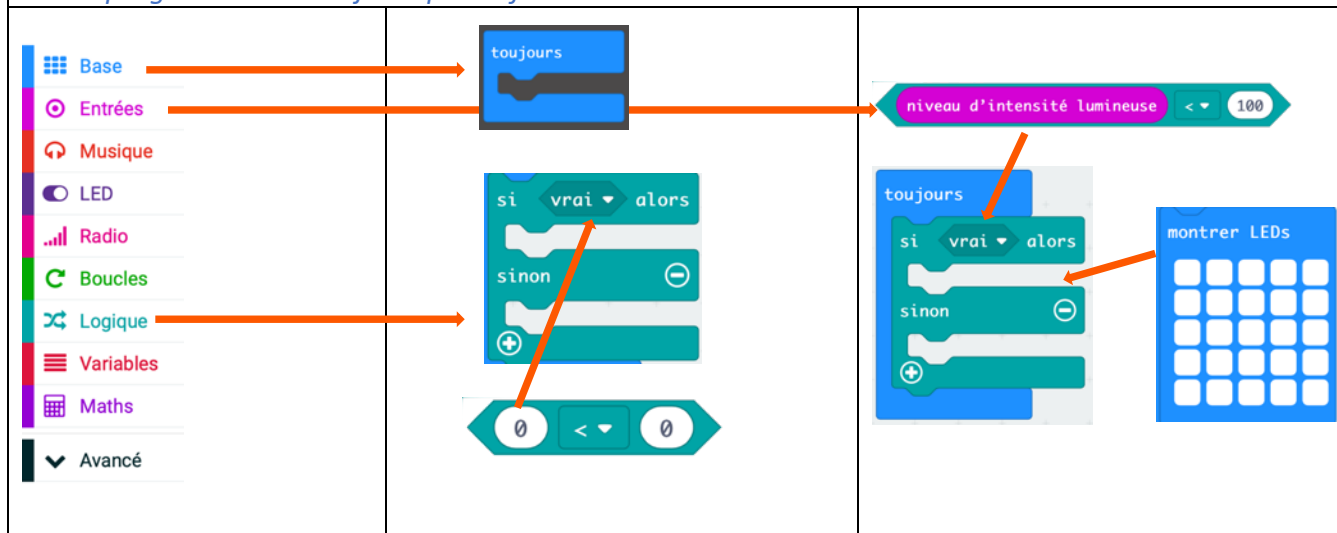 Base
Entrées
Musique
LED
Radio
Boucles
Logique
Variables
Maths
Avancé
toujours
si vrai alors
sinon
0 < 0
niveau d'intensité lumineuse < 100
toujours
si vrai alors
sinon
montrer LEDs